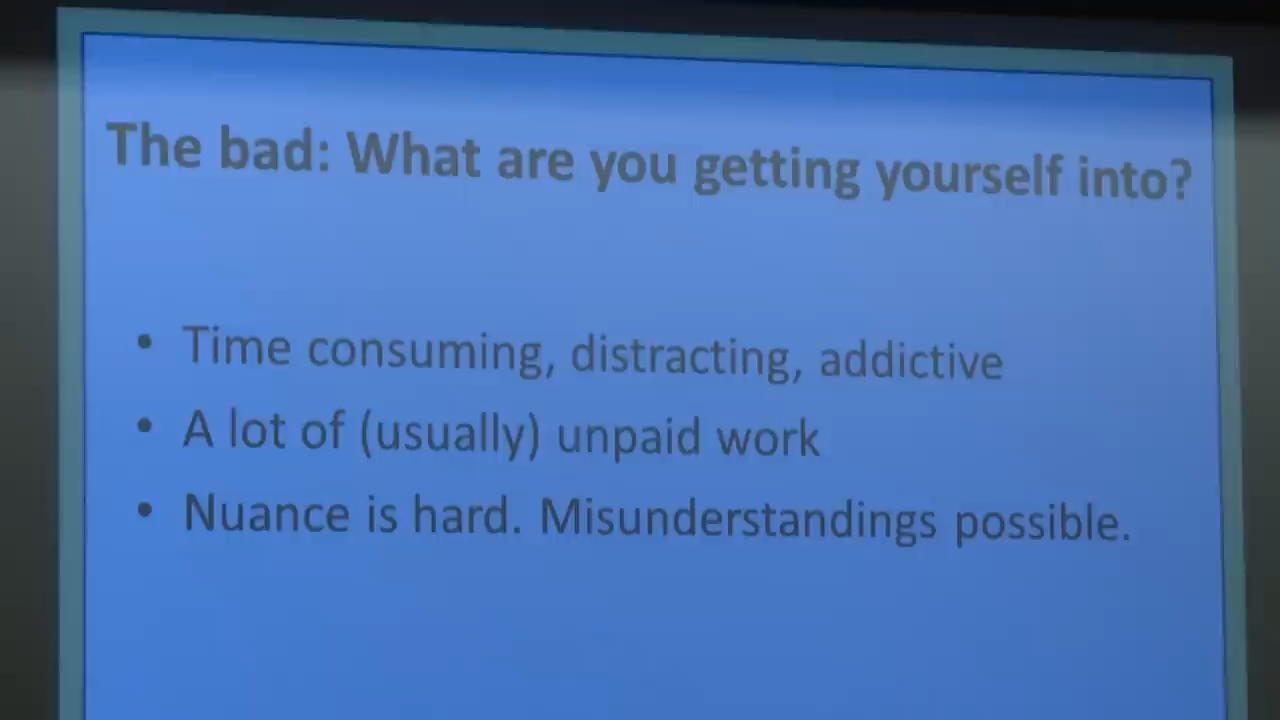 The bad: What are you getting yourself into?
• Time consuming, distracting, addictive
• A lot of (usually) unpaid work
• Nuance is hard. Misunderstandings possible.